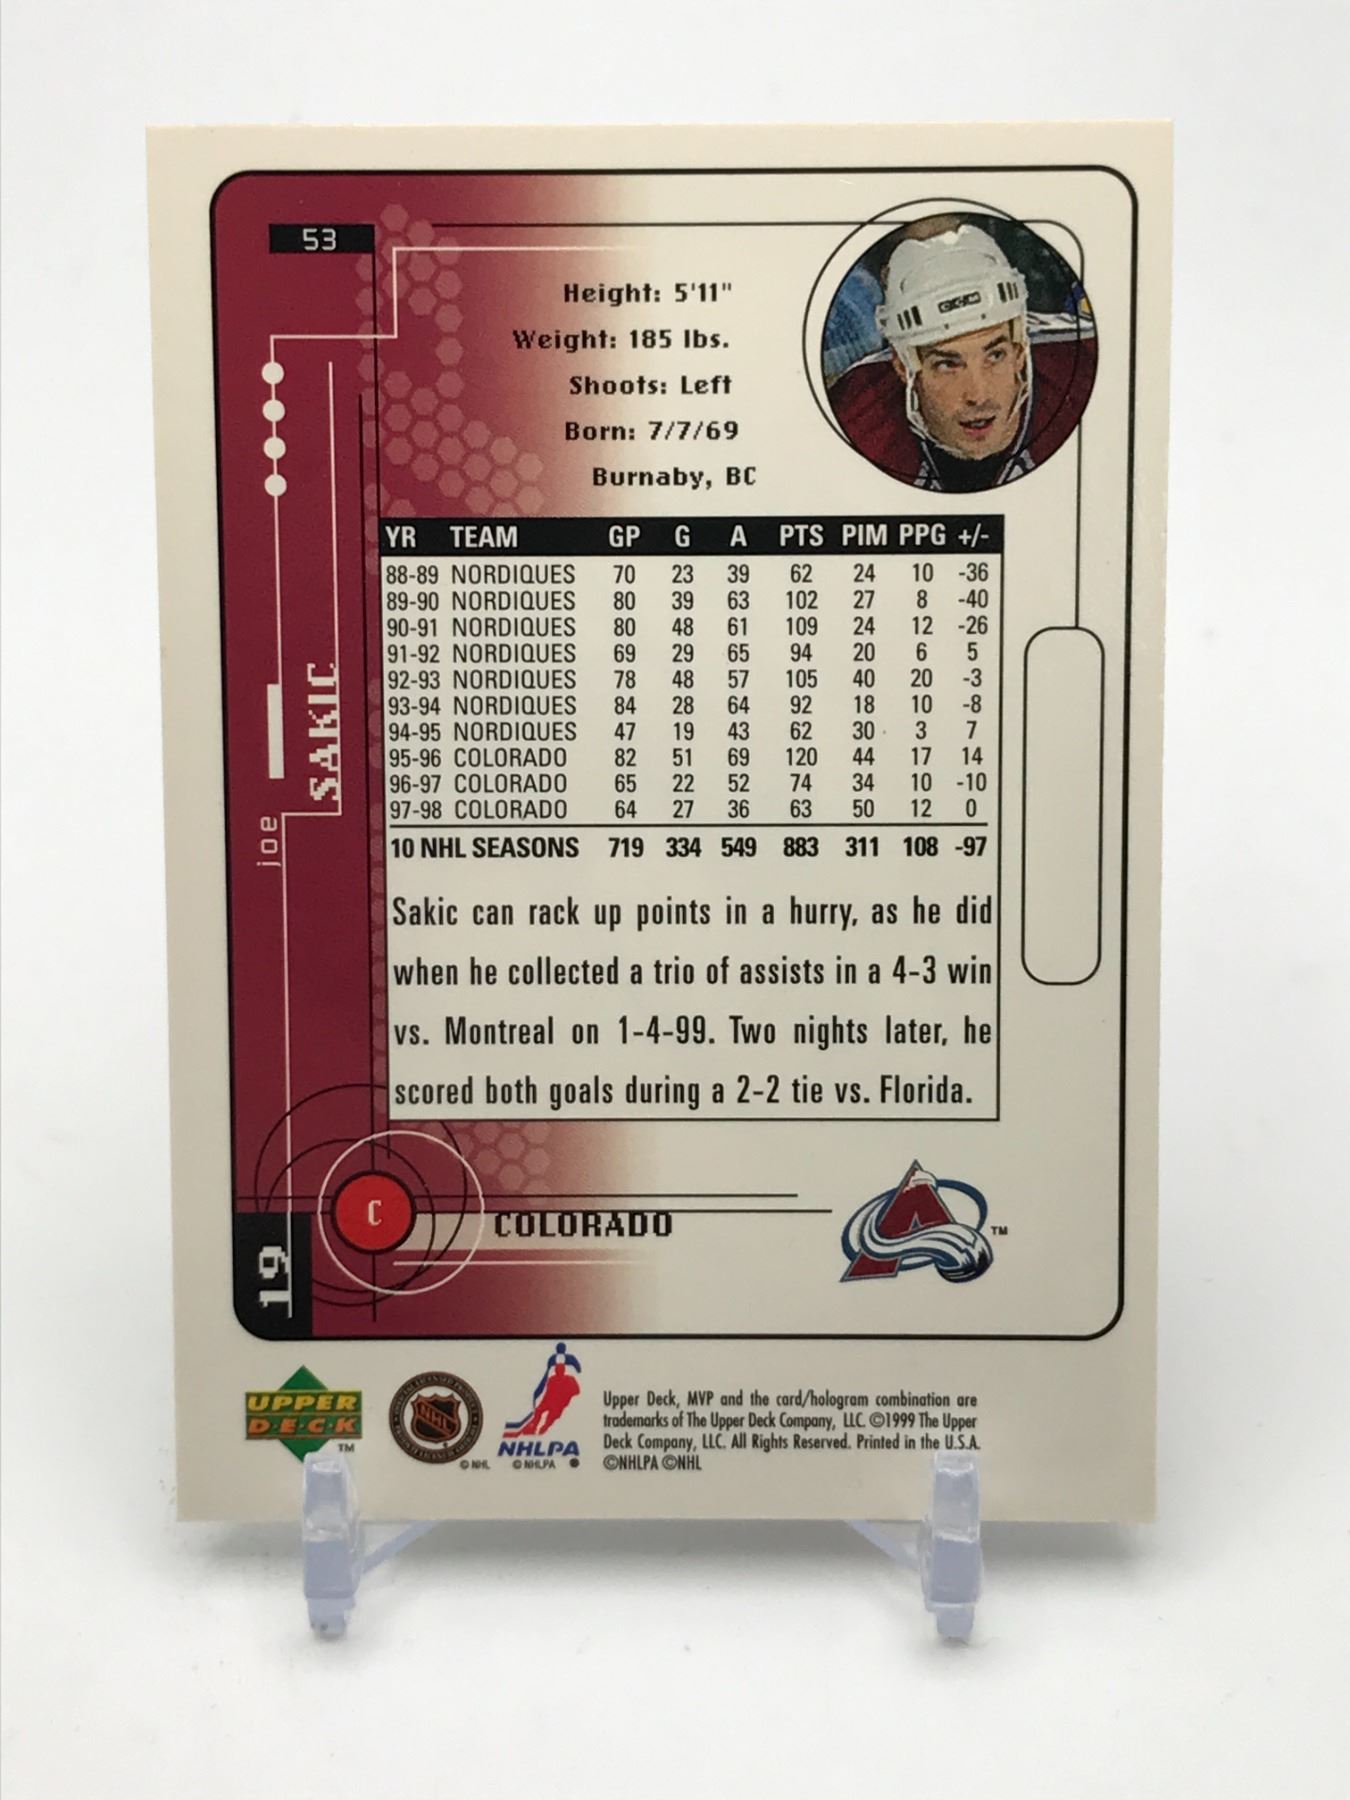 53
Height: 5'11"
Weight: 185 lbs.
Shoots: Left
Born: 7/7/69
Burnaby, BC
joe
SAKIC
YR TEAM GP G A PTS PIM PPG +/-
88-89 NORDIQUES 70 23 39 62 24 10 -36
89-90 NORDIQUES 80 39 63 102 27 8 -40
90-91 NORDIQUES 80 48 61 109 24 12 -26
91-92 NORDIQUES 69 29 65 94 20 6 5
92-93 NORDIQUES 78 48 57 105 40 20 -3
93-94 NORDIQUES 84 28 64 92 18 10 -8
94-95 NORDIQUES 47 19 43 62 30 3 7
95-96 COLORADO 82 51 69 120 44 17 14
96-97 COLORADO 65 22 52 74 34 10 -10
97-98 COLORADO 64 27 36 63 50 12 0
10 NHL SEASONS 719 334 549 883 311 108 -97
Sakic can rack up points in a hurry, as he did
when he collected a trio of assists in a 4-3 win
vs. Montreal on 1-4-99. Two nights later, he
scored both goals during a 2-2 tie vs. Florida.
C
COLORADO
TM
19
UPPER
D·E·C·K
TM
NHL
© NHL
NHLPA
© NHLPA
Upper Deck, MVP and the card/hologram combination are
trademarks of The Upper Deck Company, LLC. ©1999 The Upper
Deck Company, LLC. All Rights Reserved. Printed in the U.S.A.
©NHLPA ©NHL